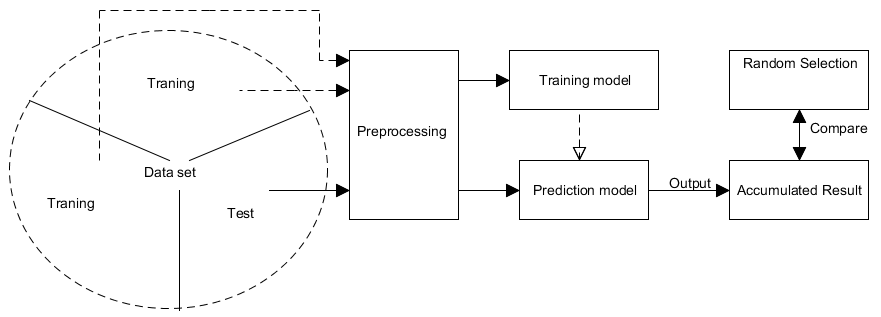 Traning
Data set
Traning
Test
Preprocessing
Training model
Prediction model
Output
Random Selection
Compare
Accumulated Result